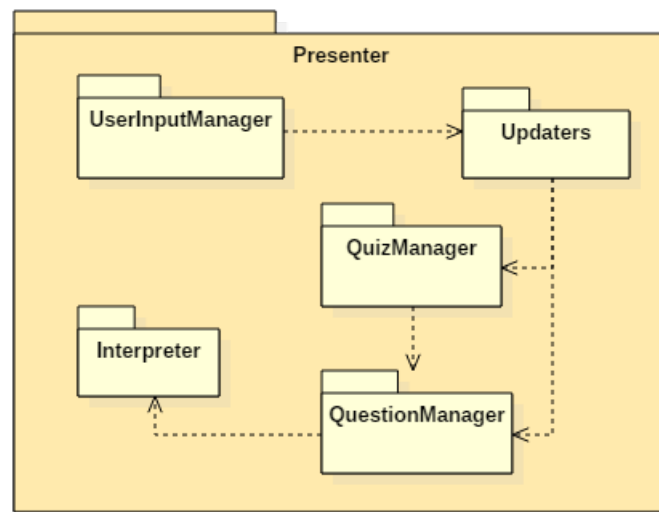 Presenter
UserInputManager
Updaters
QuizManager
Interpreter
QuestionManager